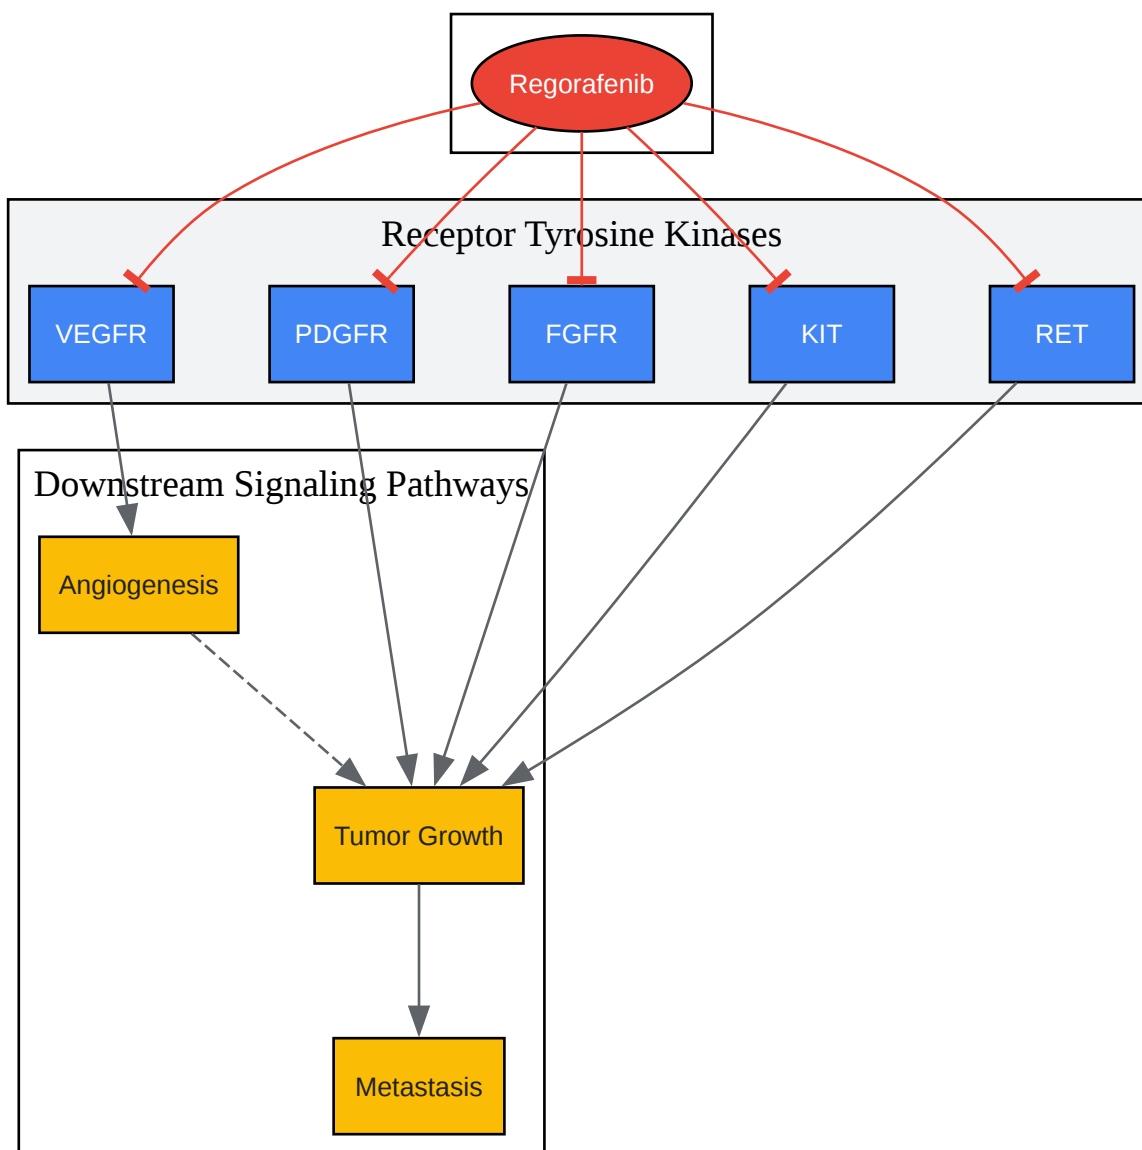 Regorafenib
Receptor Tyrosine Kinases
VEGFR
PDGFR
FGFR
KIT
RET
Downstream Signaling Pathways
Angiogenesis
Tumor Growth
Metastasis